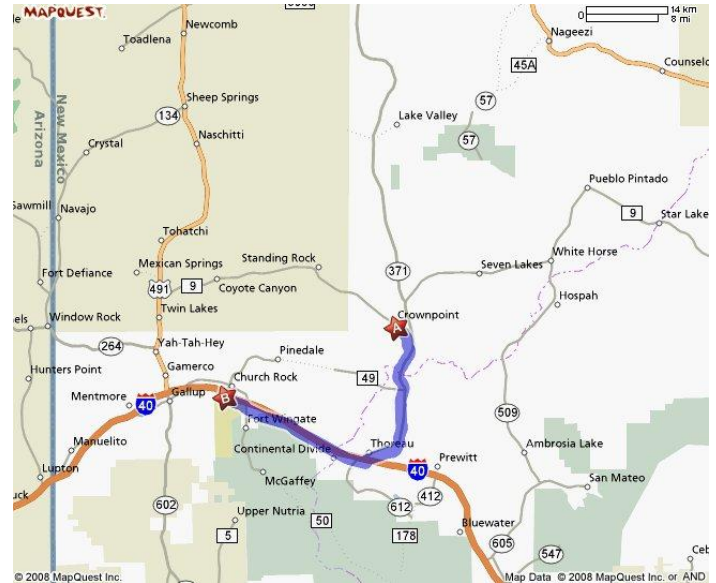 MAPQUEST.
14 km
0
8 mi
Newcomb
Toadlena
Nageezi
45A
Counselo
Sheep Springs
134
57
Lake Valley
New Mexico
Arizona
Naschitti
57
Crystal
Pueblo Pintado
Sawmill
Navajo
9
Star Lake
Tohatchi
Standing Rock
White Horse
Mexican Springs
371
Seven Lakes
Fort Defiance
491
9
Coyote Canyon
Hospah
Twin Lakes
A
Crownpoint
els
Window Rock
264
Yah-Tah-Hey
Pinedale
Gamerco
Hunters Point
49
Church Rock
Mentmore
40
Gallup
B
509
Fort Wingate
Manuelito
Continental Divide
Thoreau
Ambrosia Lake
Prewitt
40
Lupton
McGaffey
412
San Mateo
uck
602
612
Upper Nutria
50
Bluewater
5
178
605
547
Ceb
© 2008 MapQuest Inc.
Map Data © 2008 MapQuest Inc. or AND